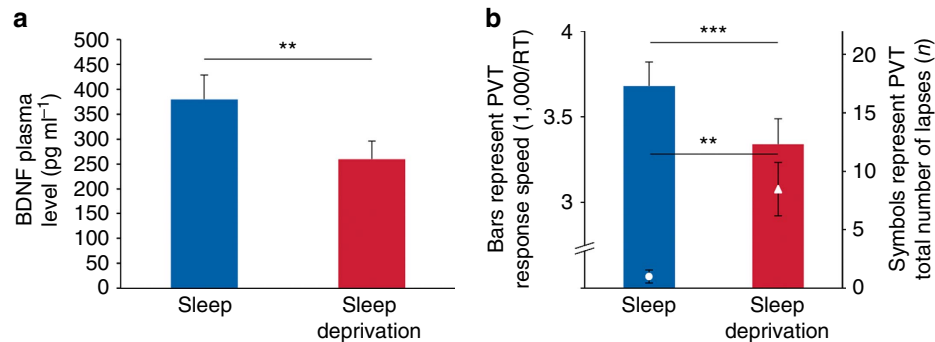 a
BDNF plasma
level (pg ml⁻¹)
500
450
400
350
300
250
200
150
100
50
0
**
Sleep
Sleep
deprivation
b
Bars represent PVT
response speed (1,000/RT)
4
3.5
3
***
**
Sleep
Sleep
deprivation
20
15
10
5
0
Symbols represent PVT
total number of lapses (n)